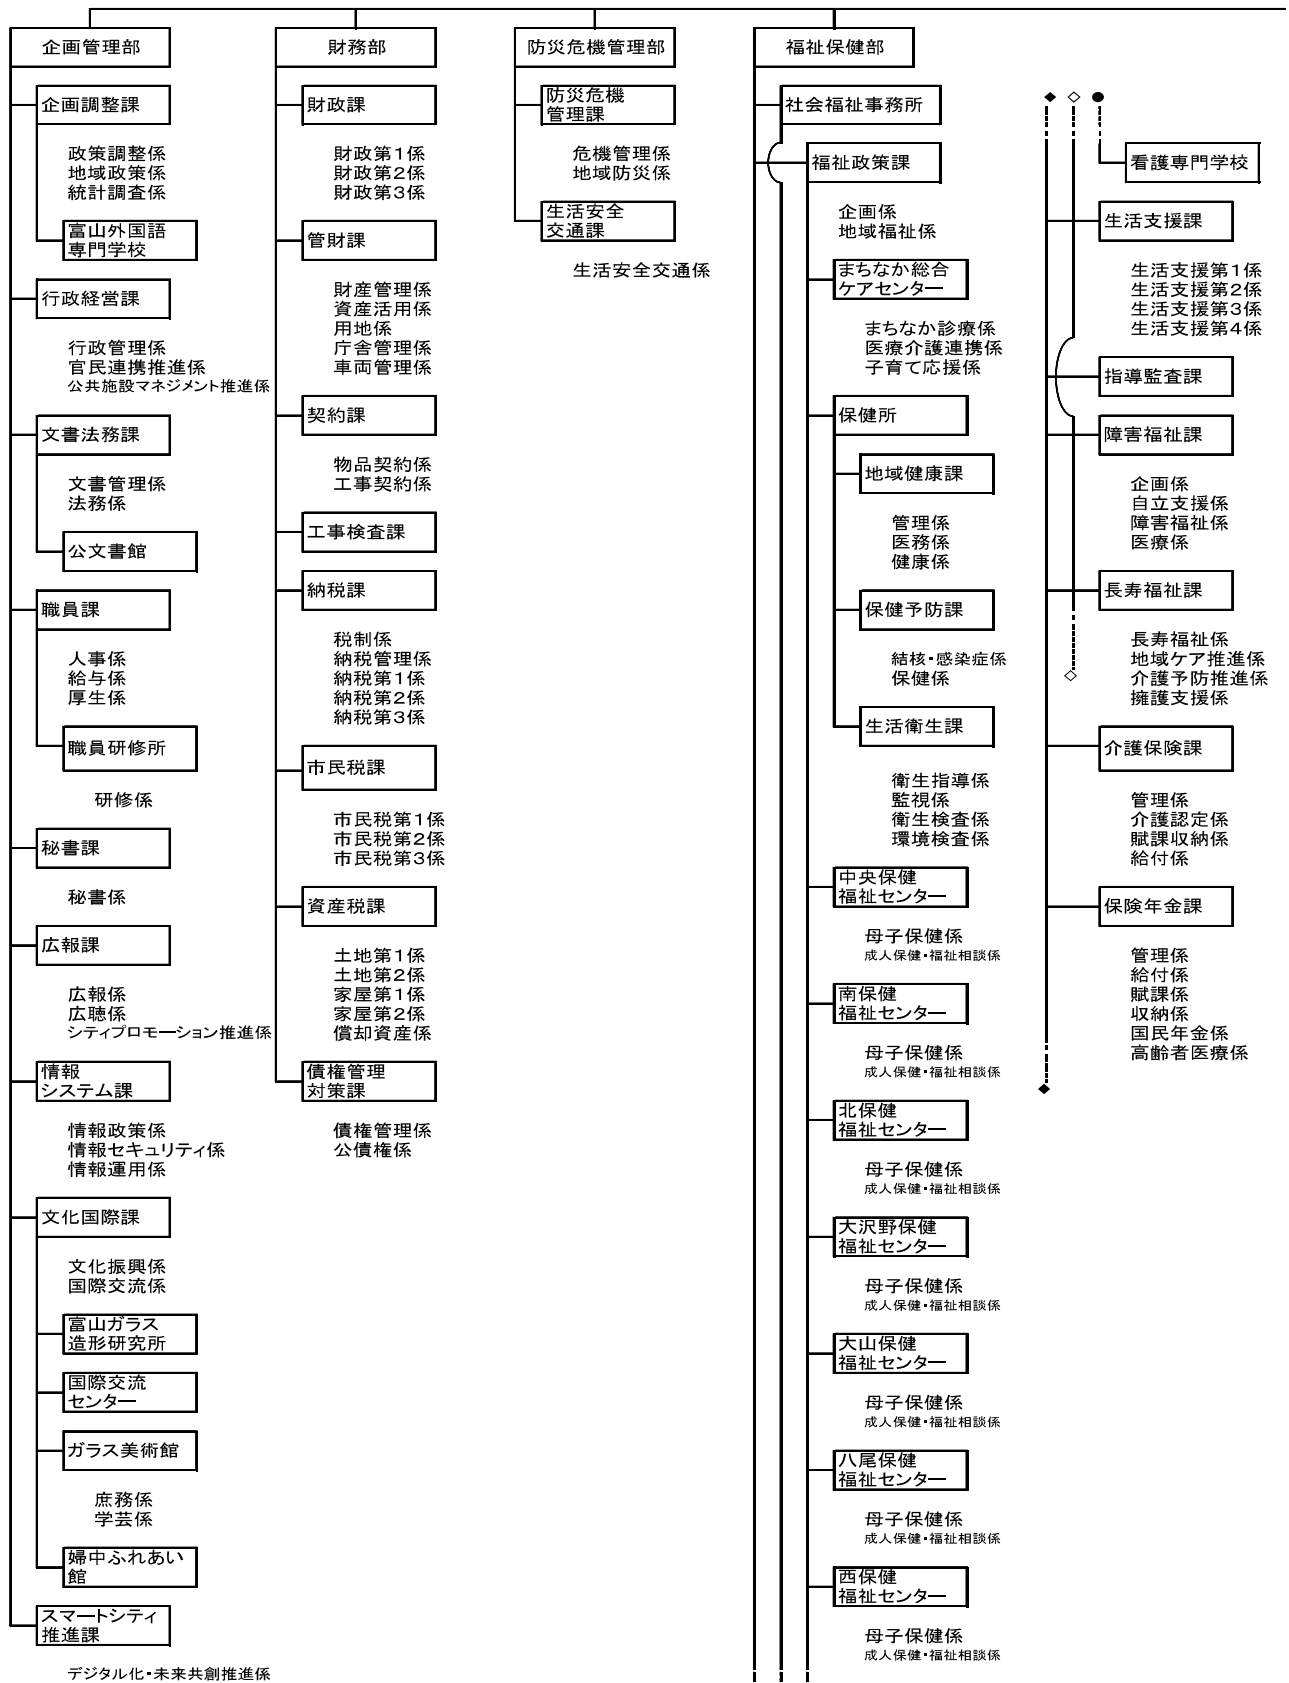 企画管理部
企画調整課
政策調整係
地域政策係
統計調査係
富山外国語
専門学校
行政経営課
行政管理係
官民連携推進係
公共施設マネジメント推進係
文書法務課
文書管理係
法務係
公文書館
職員課
人事係
給与係
厚生係
職員研修所
研修係
秘書課
秘書係
広報課
広報係
広聴係
シティプロモーション推進係
情報
システム課
情報政策係
情報セキュリティ係
情報運用係
文化国際課
文化振興係
国際交流係
富山ガラス
造形研究所
国際交流
センター
ガラス美術館
庶務係
学芸係
婦中ふれあい
館
スマートシティ
推進課
デジタル化・未来共創推進係
財務部
財政課
財政第1係
財政第2係
財政第3係
管財課
財産管理係
資産活用係
用地係
庁舎管理係
車両管理係
契約課
物品契約係
工事契約係
工事検査課
納税課
税制係
納税管理係
納税第1係
納税第2係
納税第3係
市民税課
市民税第1係
市民税第2係
市民税第3係
資産税課
土地第1係
土地第2係
家屋第1係
家屋第2係
償却資産係
債権管理
対策課
債権管理係
公債権係
防災危機管理部
防災危機
管理課
危機管理係
地域防災係
生活安全
交通課
生活安全交通係
福祉保健部
社会福祉事務所
福祉政策課
企画係
地域福祉係
まちなか総合
ケアセンター
まちなか診療係
医療介護連携係
子育て応援係
保健所
地域健康課
管理係
医務係
健康係
保健予防課
結核・感染症係
保健係
生活衛生課
衛生指導係
監視係
衛生検査係
環境検査係
中央保健
福祉センター
母子保健係
成人保健・福祉相談係
南保健
福祉センター
母子保健係
成人保健・福祉相談係
北保健
福祉センター
母子保健係
成人保健・福祉相談係
大沢野保健
福祉センター
母子保健係
成人保健・福祉相談係
大山保健
福祉センター
母子保健係
成人保健・福祉相談係
八尾保健
福祉センター
母子保健係
成人保健・福祉相談係
西保健
福祉センター
母子保健係
成人保健・福祉相談係
看護専門学校
生活支援課
生活支援第1係
生活支援第2係
生活支援第3係
生活支援第4係
指導監査課
障害福祉課
企画係
自立支援係
障害福祉係
医療係
長寿福祉課
長寿福祉係
地域ケア推進係
介護予防推進係
擁護支援係
介護保険課
管理係
介護認定係
賦課収納係
給付係
保険年金課
管理係
給付係
賦課係
収納係
国民年金係
高齢者医療係